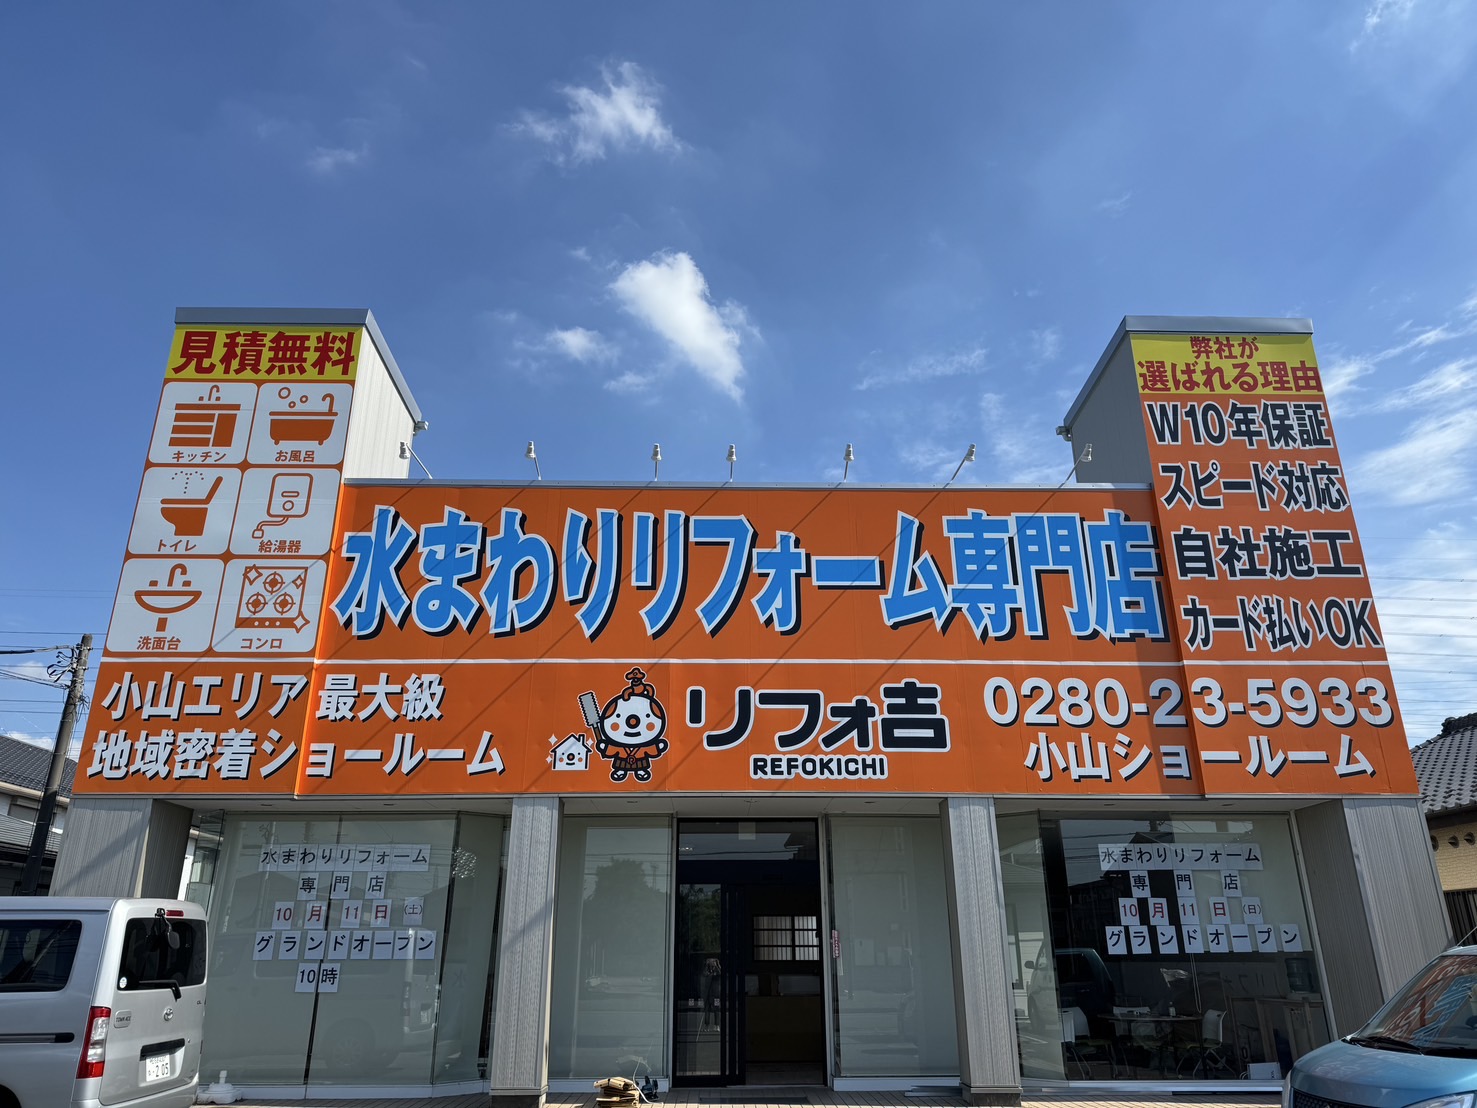 見積無料
キッチン
お風呂
トイレ
給湯器
洗面台
コンロ
水まわりリフォーム専門店
弊社が
選ばれる理由
W10年保証
スピード対応
自社施工
カード払いOK
小山エリア 最大級
地域密着ショールーム
リフォ吉
REFOKICHI
0280-23-5933
小山ショールーム
水まわりリフォーム
専門店
10月11日(土)
グランドオープン
10時
水まわりリフォーム
専門店
10月11日(日)
グランドオープン
205